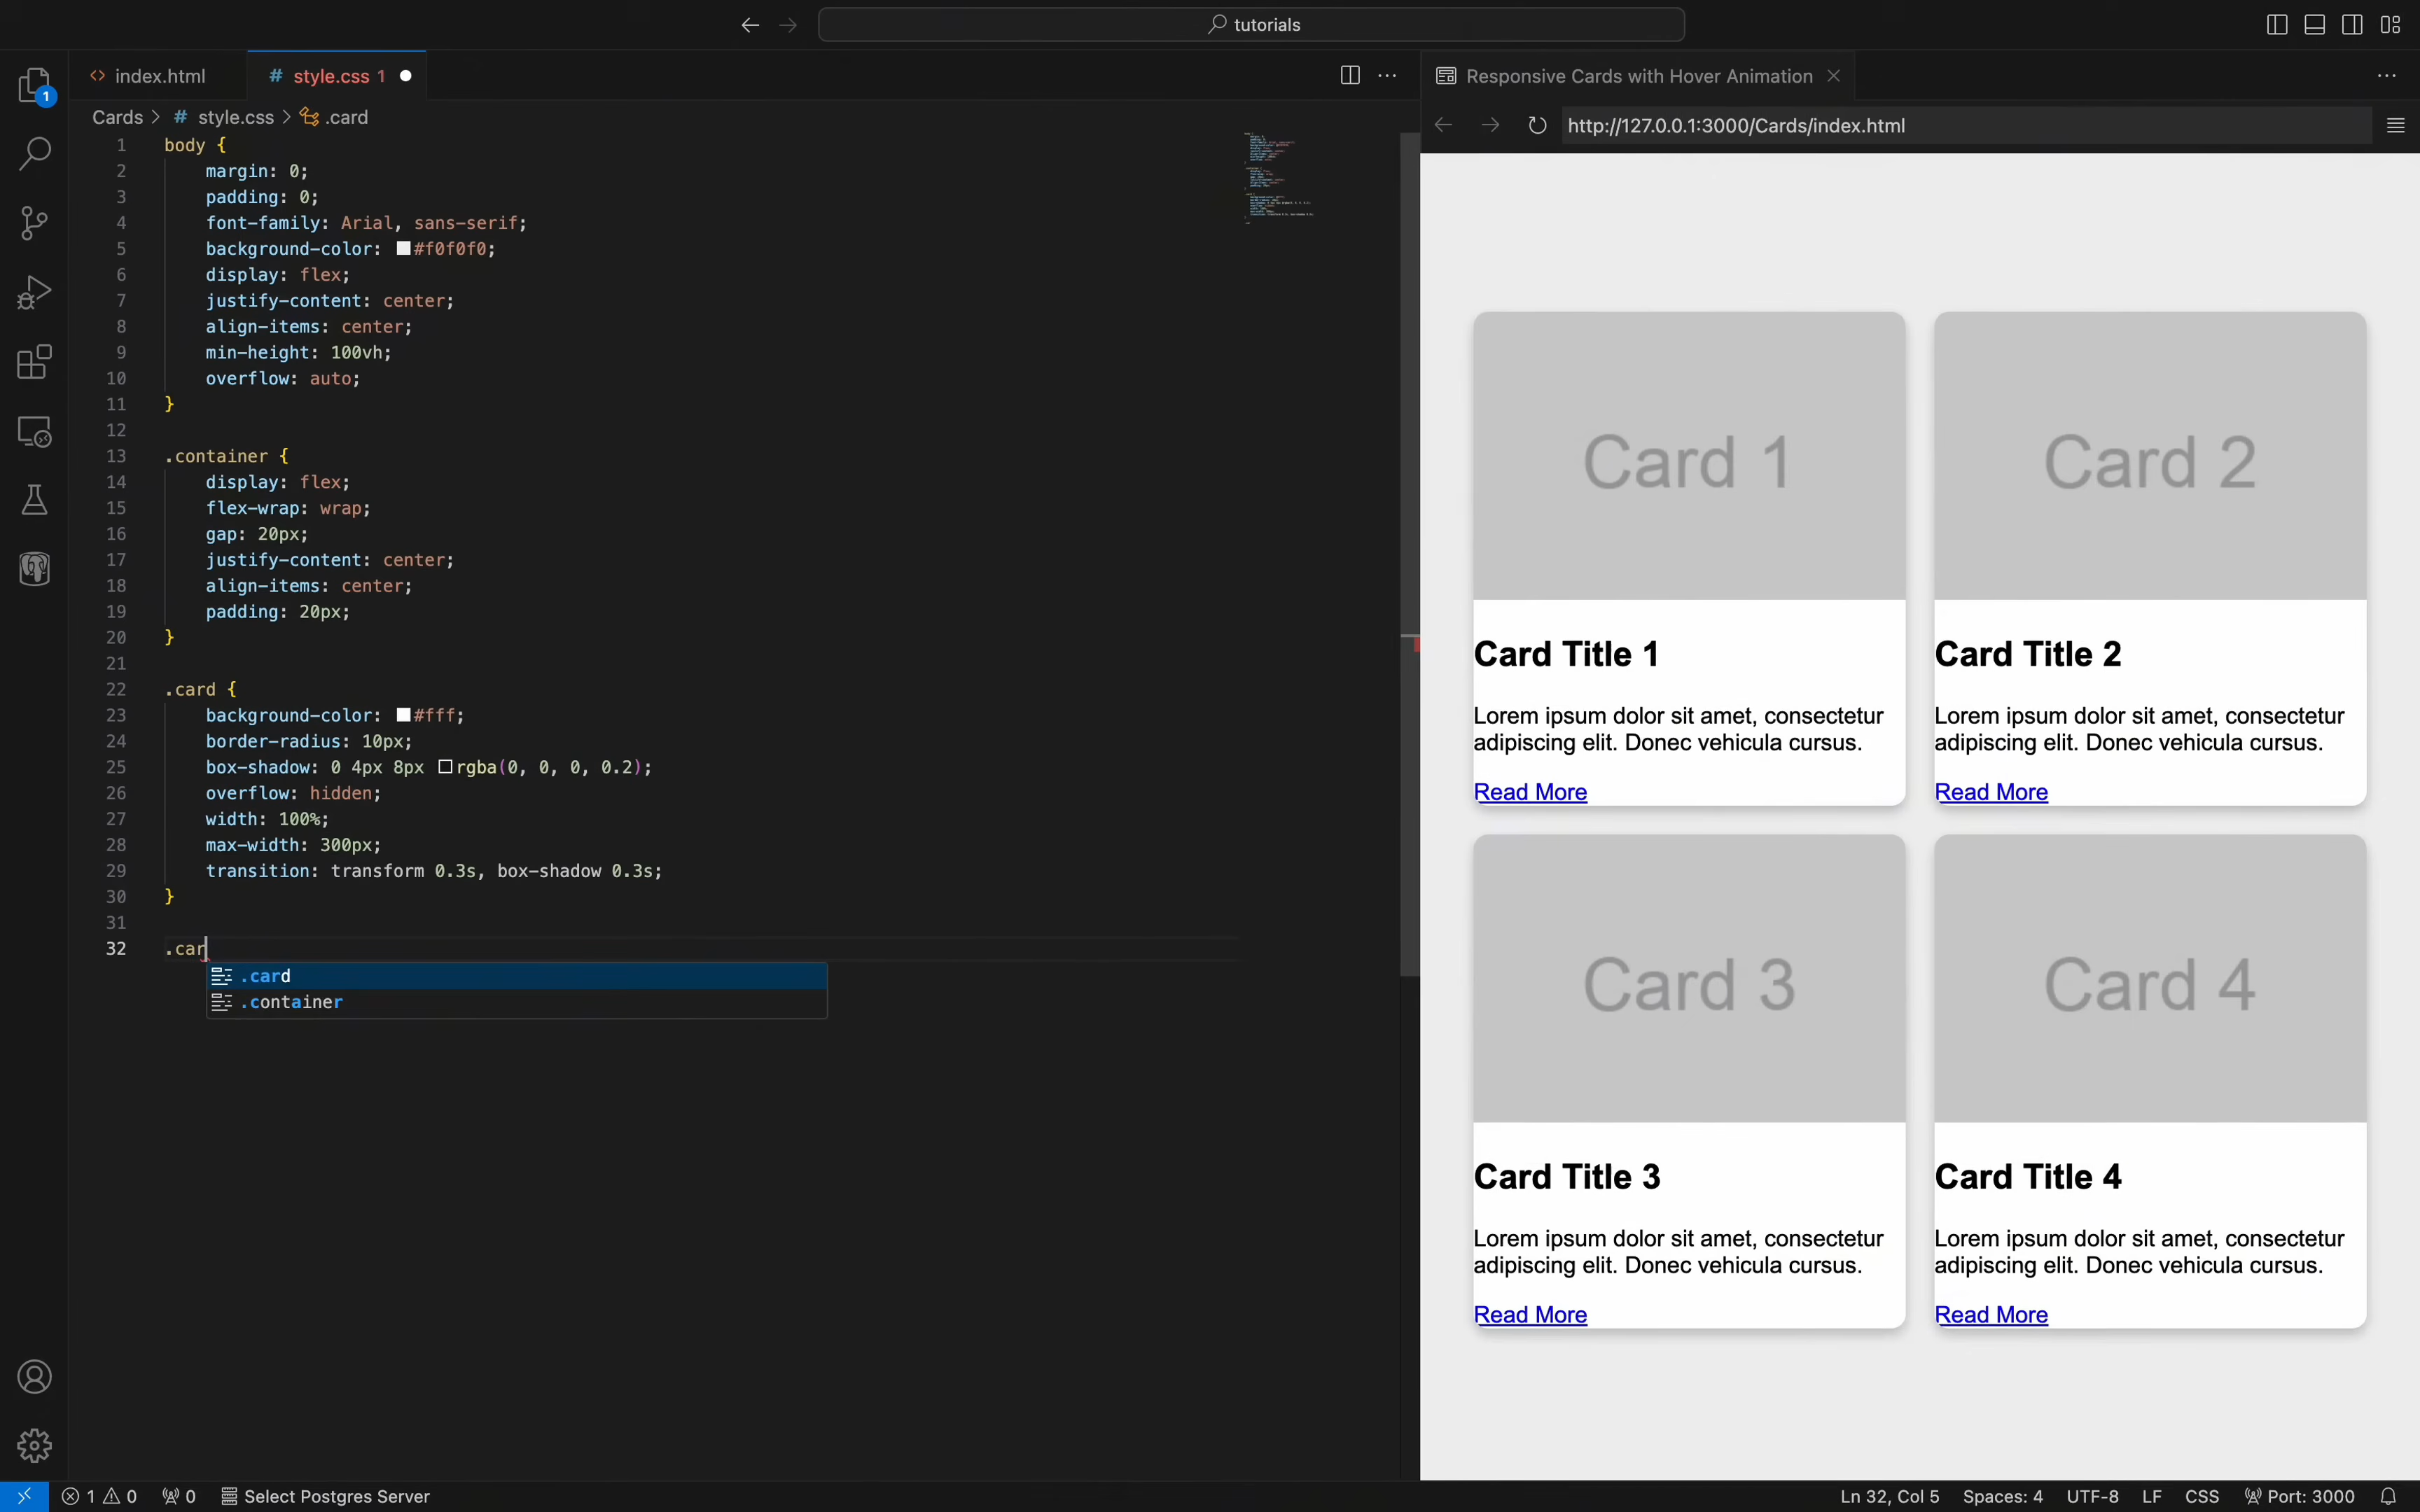 tutorials
index.html
# style.css 1
Responsive Cards with Hover Animation
1
Cards > # style.css > .card
http://127.0.0.1:3000/Cards/index.html
1 body {
2 margin: 0;
3 padding: 0;
4 font-family: Arial, sans-serif;
5 background-color: #f0f0f0;
6 display: flex;
7 justify-content: center;
8 align-items: center;
9 min-height: 100vh;
10 overflow: auto;
11 }
12
13 .container {
14 display: flex;
15 flex-wrap: wrap;
16 gap: 20px;
17 justify-content: center;
18 align-items: center;
19 padding: 20px;
20 }
21
22 .card {
23 background-color: #fff;
24 border-radius: 10px;
25 box-shadow: 0 4px 8px rgba(0, 0, 0, 0.2);
26 overflow: hidden;
27 width: 100%;
28 max-width: 300px;
29 transition: transform 0.3s, box-shadow 0.3s;
30 }
31
32 .car
.card
.container
Card 1
Card Title 1
Lorem ipsum dolor sit amet, consectetur
adipiscing elit. Donec vehicula cursus.
Read More
Card 2
Card Title 2
Lorem ipsum dolor sit amet, consectetur
adipiscing elit. Donec vehicula cursus.
Read More
Card 3
Card Title 3
Lorem ipsum dolor sit amet, consectetur
adipiscing elit. Donec vehicula cursus.
Read More
Card 4
Card Title 4
Lorem ipsum dolor sit amet, consectetur
adipiscing elit. Donec vehicula cursus.
Read More
1 0 0 Select Postgres Server Ln 32, Col 5 Spaces: 4 UTF-8 LF CSS Port: 3000